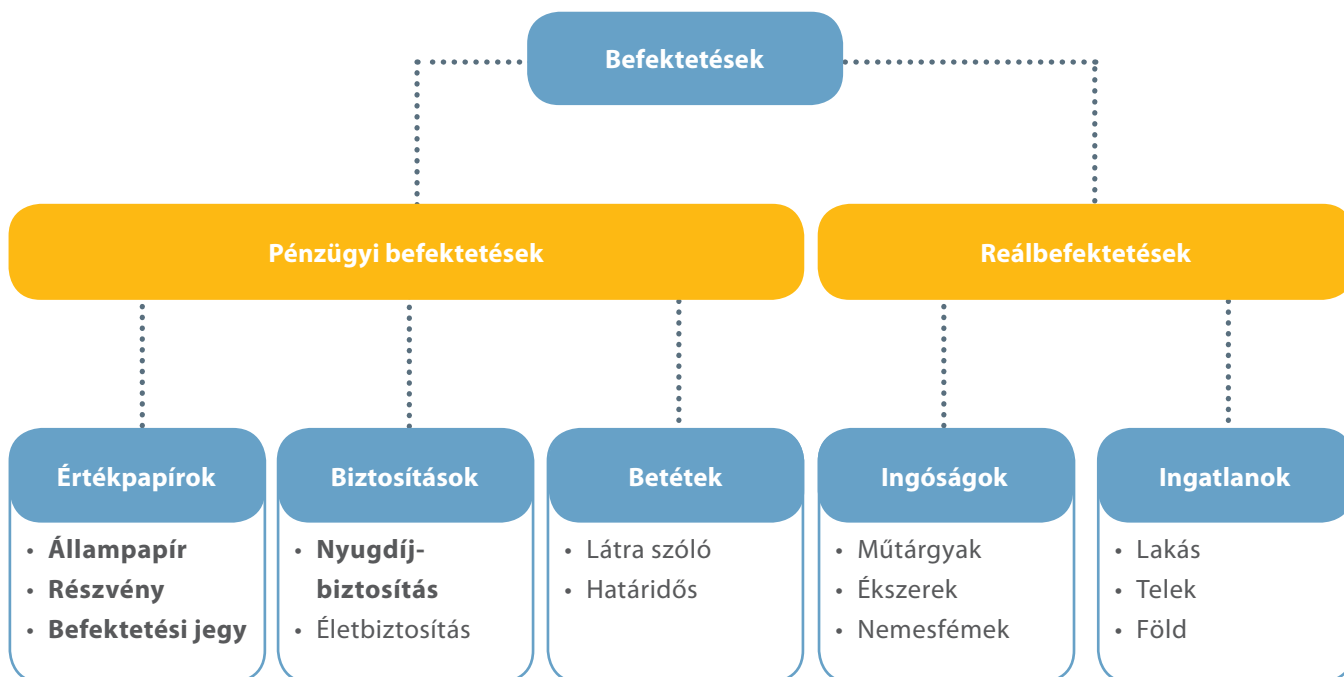 Befektetések
Pénzügyi befektetések
Reálbefektetések
Értékpapírok
• Állampapír
• Részvény
• Befektetési jegy
Biztosítások
• Nyugdíj-
biztosítás
• Életbiztosítás
Betétek
• Látra szóló
• Határidős
Ingóságok
• Műtárgyak
• Ékszerek
• Nemesfémek
Ingatlanok
• Lakás
• Telek
• Föld